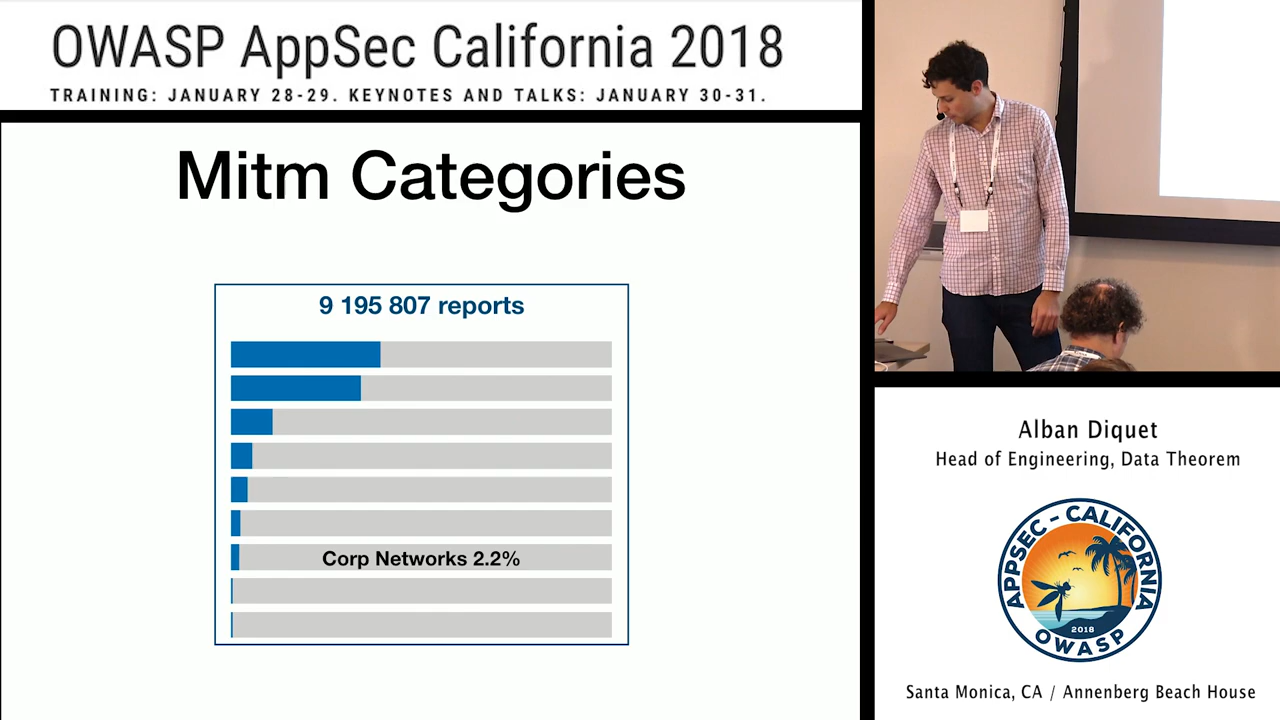 OWASP AppSec California 2018
TRAINING: JANUARY 28-29. KEYNOTES AND TALKS: JANUARY 30-31.
Mitm Categories
9 195 807 reports
Corp Networks 2.2%
Alban Diquet
Head of Engineering, Data Theorem
APPSEC - CALIFORNIA
2018
OWASP
Santa Monica, CA / Annenberg Beach House